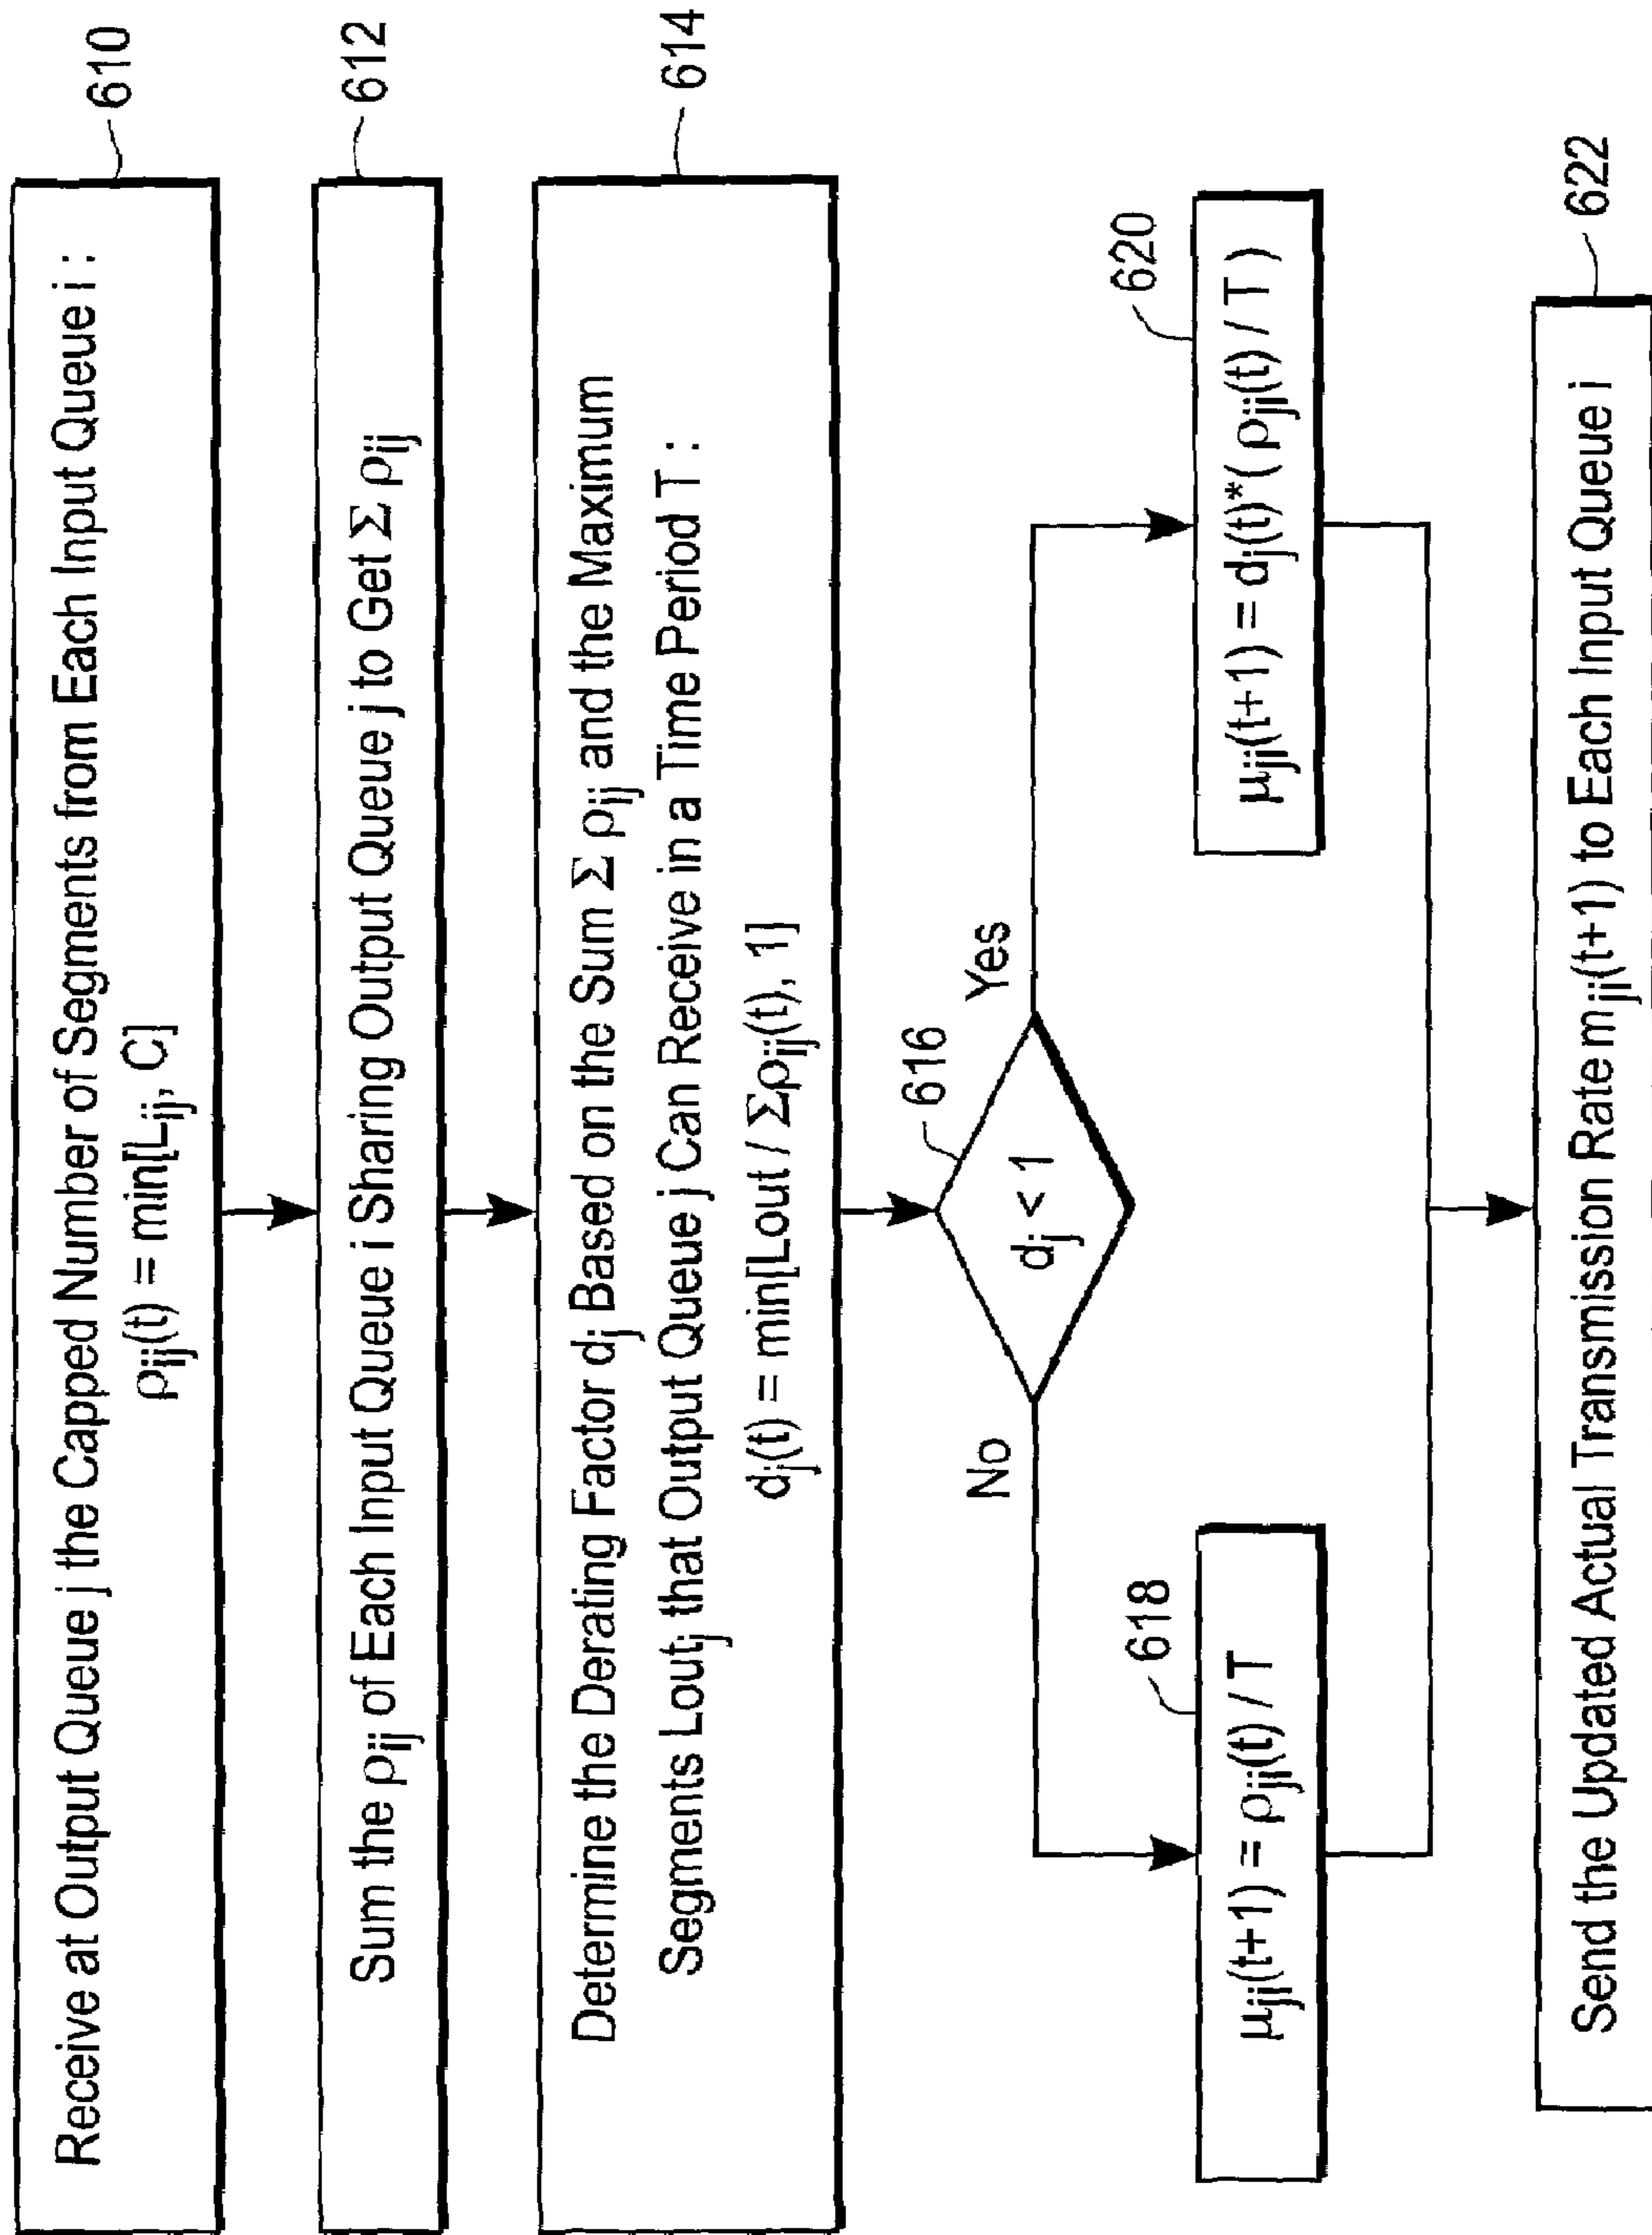 Receive at Output Queue j the Capped Number of Segments from Each Input Queue i :
ρij(t) = min[Lij, C]
610
Sum the ρij of Each Input Queue i Sharing Output Queue j to Get Σ ρij
612
Determine the Derating Factor dj Based on the Sum Σ ρij and the Maximum
Segments Loutj that Output Queue j Can Receive in a Time Period T :
dj(t) = min[Lout / Σρij(t), 1]
614
dj < 1
616
No
Yes
μji(t+1) = ρji(t) / T
618
μji(t+1) = dj(t)*( ρji(t) / T )
620
Send the Updated Actual Transmission Rate mji(t+1) to Each Input Queue i
622